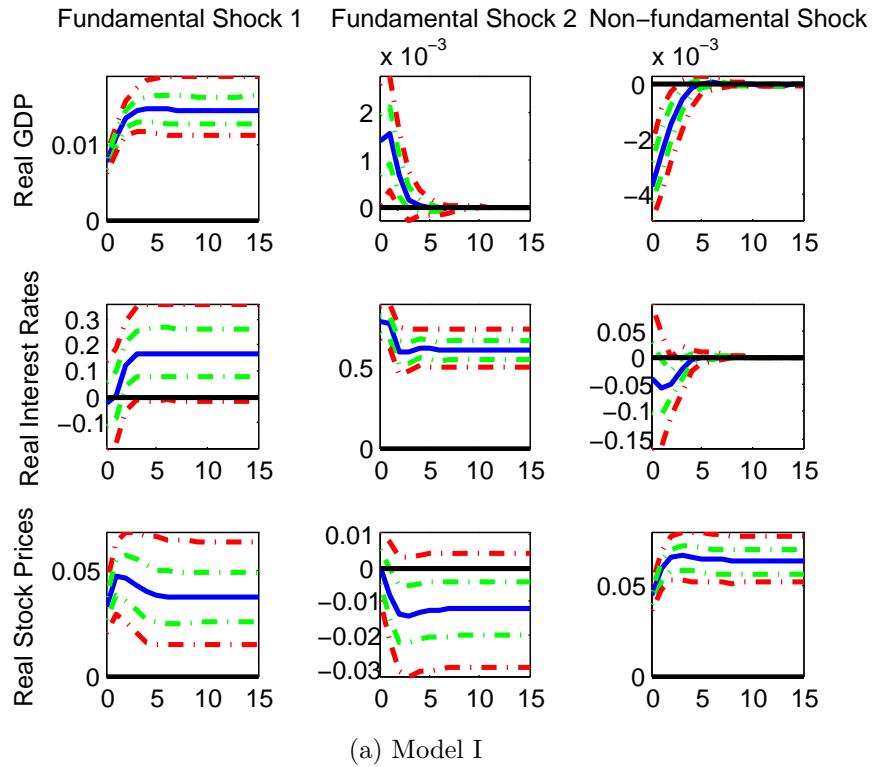 Fundamental Shock 1 Fundamental Shock 2 Non−fundamental Shock
x 10−3 x 10−3
Real GDP
0.01
0
0 5 10 15
2
1
0
0 5 10 15
0
−2
−4
0 5 10 15
Real Interest Rates
0.3
0.2
0.1
0
−0.1
0 5 10 15
0.5
0
0 5 10 15
0.05
0
−0.05
−0.10
−0.15
0 5 10 15
Real Stock Prices
0.05
0
0 5 10 15
0.01
0
−0.01
−0.02
−0.03
0 5 10 15
0.05
0
0 5 10 15
(a) Model I